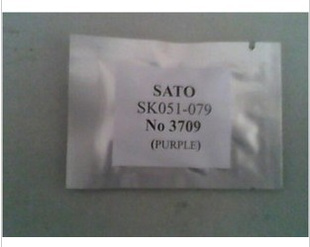 SATO
SK051-079
No 3709
(PURPLE)